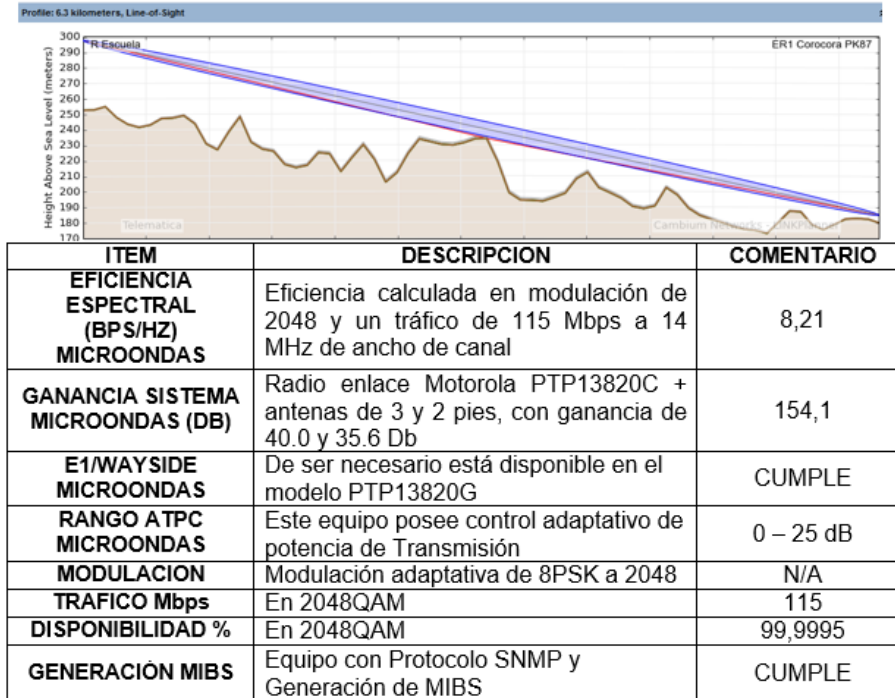 Profile: 6.3 kilometers, Line-of-Sight
300
290
280
270
260
250
240
230
220
210
200
190
180
170
Height Above Sea Level (meters)
R Escuela
ER1 Corocora PK87
Telematica
Cambium Networks - LINKPlanner
ITEM DESCRIPCION COMENTARIO
EFICIENCIA
ESPECTRAL
(BPS/HZ)
MICROONDAS
Eficiencia calculada en modulación de
2048 y un tráfico de 115 Mbps a 14
MHz de ancho de canal
8,21
GANANCIA SISTEMA
MICROONDAS (DB)
Radio enlace Motorola PTP13820C +
antenas de 3 y 2 pies, con ganancia de
40.0 y 35.6 Db
154,1
E1/WAYSIDE
MICROONDAS
De ser necesario está disponible en el
modelo PTP13820G
CUMPLE
RANGO ATPC
MICROONDAS
Este equipo posee control adaptativo de
potencia de Transmisión
0 – 25 dB
MODULACION Modulación adaptativa de 8PSK a 2048 N/A
TRAFICO Mbps En 2048QAM 115
DISPONIBILIDAD % En 2048QAM 99,9995
GENERACIÓN MIBS
Equipo con Protocolo SNMP y
Generación de MIBS
CUMPLE